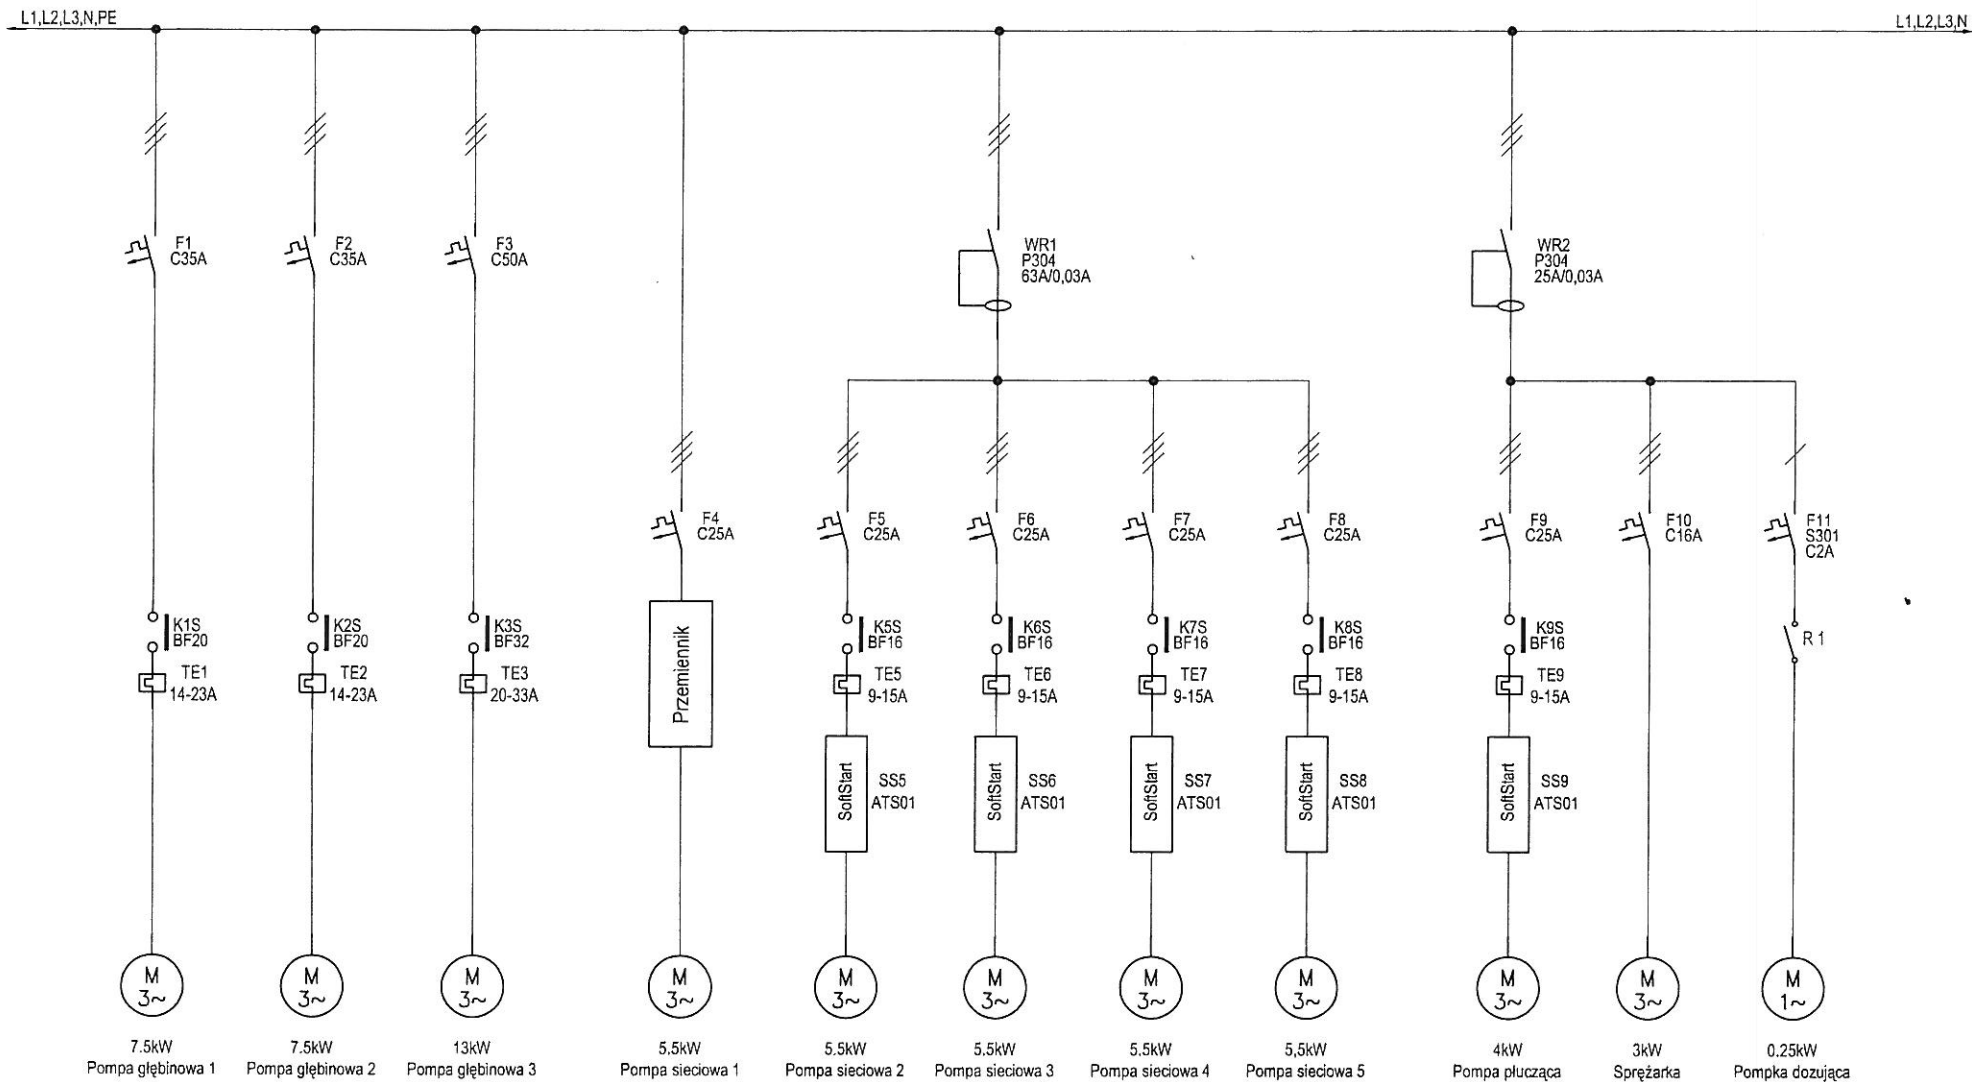 L1,L2,L3,N,PE
L1,L2,L3,N
F1
C35A
F2
C35A
F3
C50A
WR1
P304
63A/0,03A
WR2
P304
25A/0,03A
F4
C25A
F5
C25A
F6
C25A
F7
C25A
F8
C25A
F9
C25A
F10
C16A
F11
S301
C2A
K1S
BF20
TE1
14-23A
K2S
BF20
TE2
14-23A
K3S
BF32
TE3
20-33A
Przemiennik
K5S
BF16
TE5
9-15A
K6S
BF16
TE6
9-15A
K7S
BF16
TE7
9-15A
K8S
BF16
TE8
9-15A
K9S
BF16
TE9
9-15A
R 1
SoftStart
SS5
ATS01
SoftStart
SS6
ATS01
SoftStart
SS7
ATS01
SoftStart
SS8
ATS01
SoftStart
SS9
ATS01
M
3~
M
3~
M
3~
M
3~
M
3~
M
3~
M
3~
M
3~
M
3~
M
3~
M
1~
7.5kW
Pompa głębinowa 1
7.5kW
Pompa głębinowa 2
13kW
Pompa głębinowa 3
5.5kW
Pompa sieciowa 1
5.5kW
Pompa sieciowa 2
5.5kW
Pompa sieciowa 3
5.5kW
Pompa sieciowa 4
5,5kW
Pompa sieciowa 5
4kW
Pompa płucząca
3kW
Sprężarka
0.25kW
Pompka dozująca